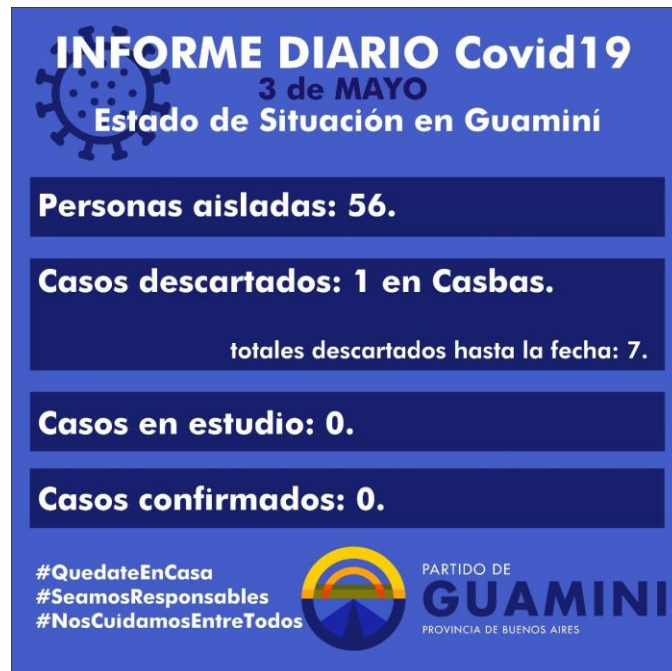 INFORME DIARIO Covid19
3 de MAYO
Estado de Situación en Guaminí
Personas aisladas: 56.
Casos descartados: 1 en Casbas.
totales descartados hasta la fecha: 7.
Casos en estudio: 0.
Casos confirmados: 0.
#QuedateEnCasa
#SeamosResponsables
#NosCuidamosEntreTodos
PARTIDO DE
GUAMINI
PROVINCIA DE BUENOS AIRES